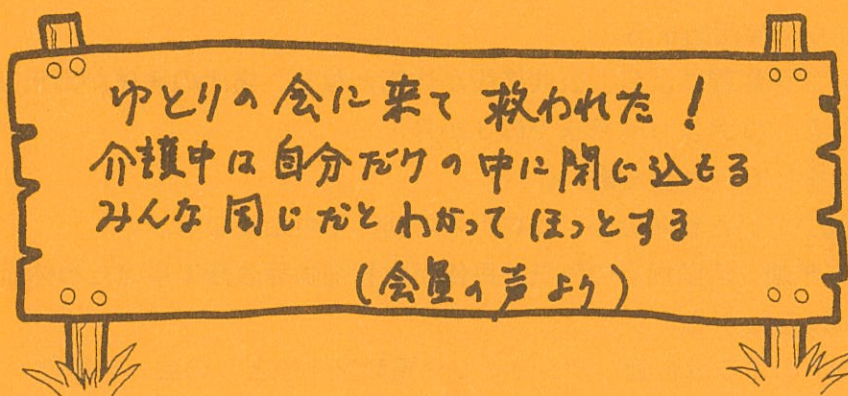 ゆとりの会に来て 救われた!
介護中は自分だけの中に閉じ込もる
みんな同じだとわかってほっとする
(会員の声より)